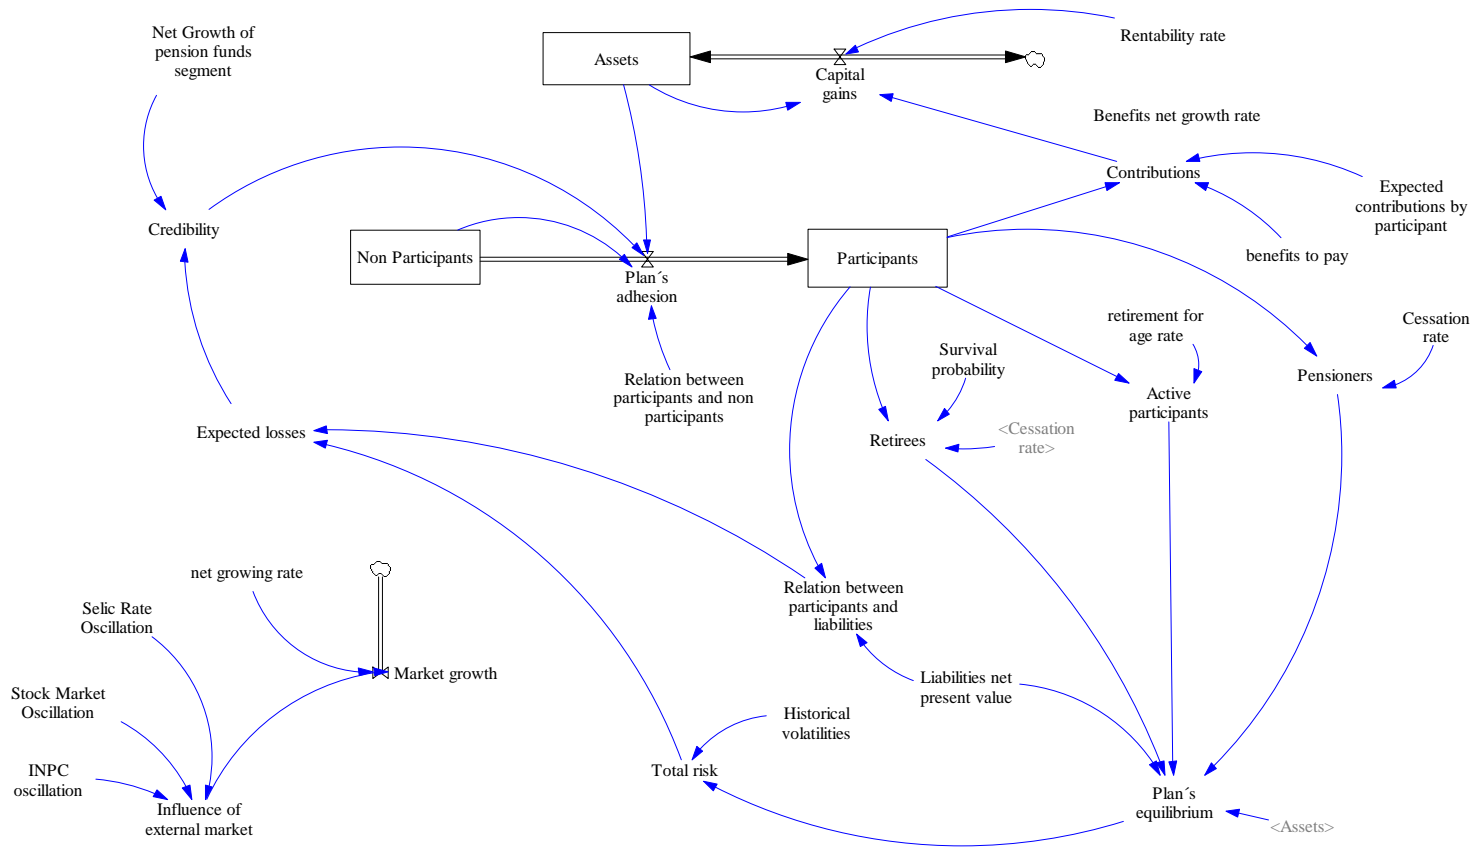 Net Growth of
pension funds
segment
Assets
Capital
gains
Rentability rate
Benefits net growth rate
Contributions
Expected
contributions by
participant
benefits to pay
Credibility
Non Participants
Plan´s
adhesion
Participants
retirement for
age rate
Cessation
rate
Survival
probability
Relation between
participants and non
participants
Pensioners
Active
participants
Expected losses
Retirees
<Cessation
rate>
net growing rate
Selic Rate
Oscillation
Relation between
participants and
liabilities
Market growth
Stock Market
Oscillation
Liabilities net
present value
Historical
volatilities
INPC
oscillation
Total risk
Influence of
external market
Plan´s
equilibrium
<Assets>